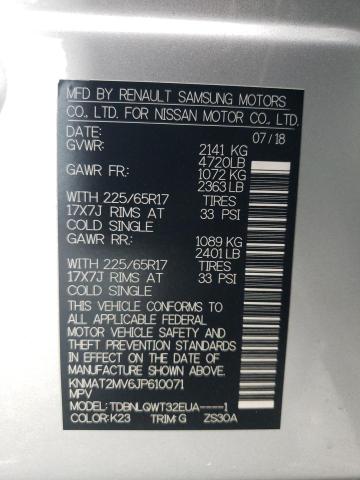 MFD BY RENAULT SAMSUNG MOTORS
CO., LTD. FOR NISSAN MOTOR CO., LTD.
DATE: 07/18
GVWR: 2141 KG
4720LB
GAWR FR: 1072 KG
2363 LB
WITH 225/65R17 TIRES
17X7J RIMS AT 33 PSI
COLD SINGLE
GAWR RR: 1089 KG
2401 LB
WITH 225/65R17 TIRES
17X7J RIMS AT 33 PSI
COLD SINGLE
THIS VEHICLE CONFORMS TO
ALL APPLICABLE FEDERAL
MOTOR VEHICLE SAFETY AND
THEFT PREVENTION STANDARDS
IN EFFECT ON THE DATE OF
MANUFACTURE SHOWN ABOVE.
KNMAT2MV6JP610071
MPV
MODEL: TDBNLQWT32EUA-----1
COLOR:K23 TRIM:G ZS30A